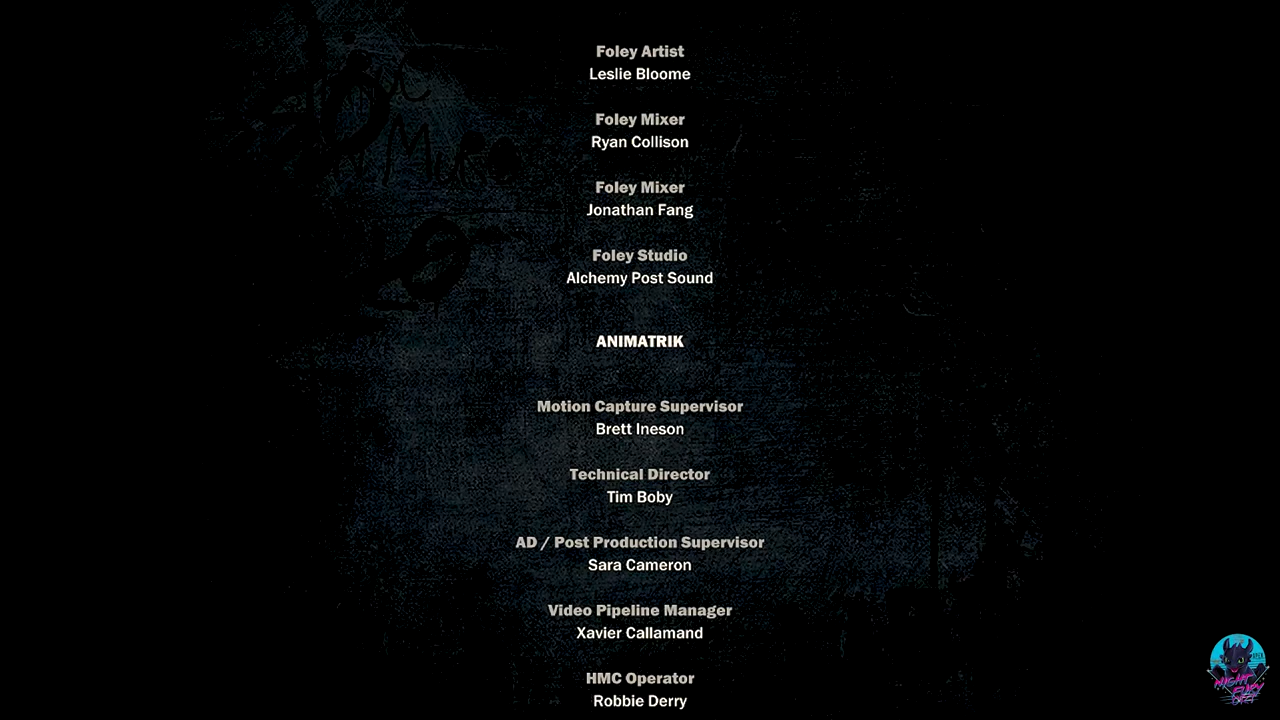 Foley Artist
Leslie Bloome
Foley Mixer
Ryan Collison
Foley Mixer
Jonathan Fang
Foley Studio
Alchemy Post Sound
ANIMATRIK
Motion Capture Supervisor
Brett Ineson
Technical Director
Tim Boby
AD / Post Production Supervisor
Sara Cameron
Video Pipeline Manager
Xavier Callamand
HMC Operator
Robbie Derry
NIGHT
FURY